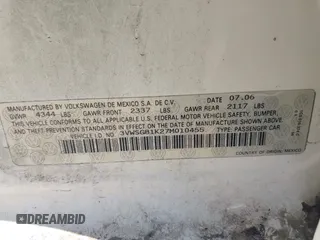 MANUFACTURED BY VOLKSWAGEN DE MEXICO S.A. DE C.V. DATE 07.06
GVWR 4344 LBS GAWR FRONT 2337 LBS GAWR REAR 2117 LBS
THIS VEHICLE CONFORMS TO ALL APPLICABLE U.S. FEDERAL MOTOR VEHICLE SAFETY, BUMPER,
AND THEFT PREVENTION STANDARDS IN EFFECT ON THE DATE OF MANUFACTURE SHOWN ABOVE.
VEHICLE I.D. NO.: 3VWSG81K27M010455 TYPE: PASSENGER CAR
COUNTRY OF ORIGIN: MEXICO
DREAMBID